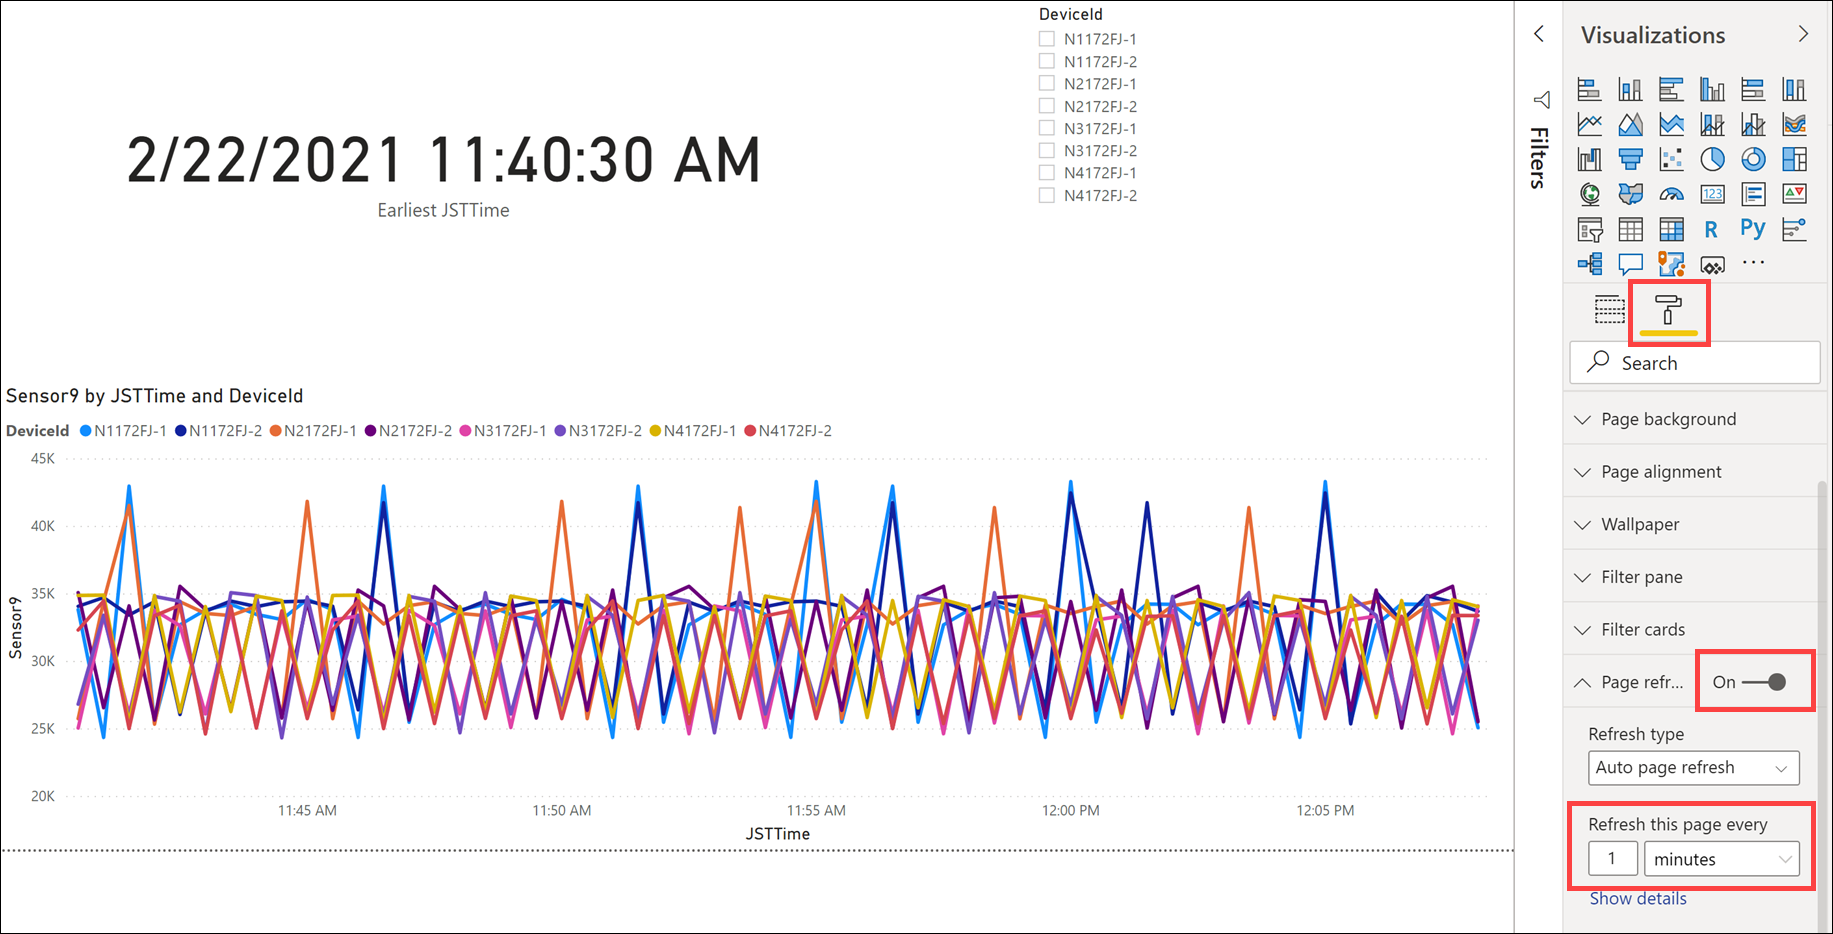 2/22/2021 11:40:30 AM
Earliest JSTTime
DeviceId
N1172FJ-1
N1172FJ-2
N2172FJ-1
N2172FJ-2
N3172FJ-1
N3172FJ-2
N4172FJ-1
N4172FJ-2
Sensor9 by JSTTime and DeviceId
DeviceId N1172FJ-1 N1172FJ-2 N2172FJ-1 N2172FJ-2 N3172FJ-1 N3172FJ-2 N4172FJ-1 N4172FJ-2
Sensor9
45K
40K
35K
30K
25K
20K
11:45 AM 11:50 AM 11:55 AM 12:00 PM 12:05 PM
JSTTime
Filters
Visualizations
123
R Py
...
Search
Page background
Page alignment
Wallpaper
Filter pane
Filter cards
Page refr... On
Refresh type
Auto page refresh
Refresh this page every
1 minutes
Show details